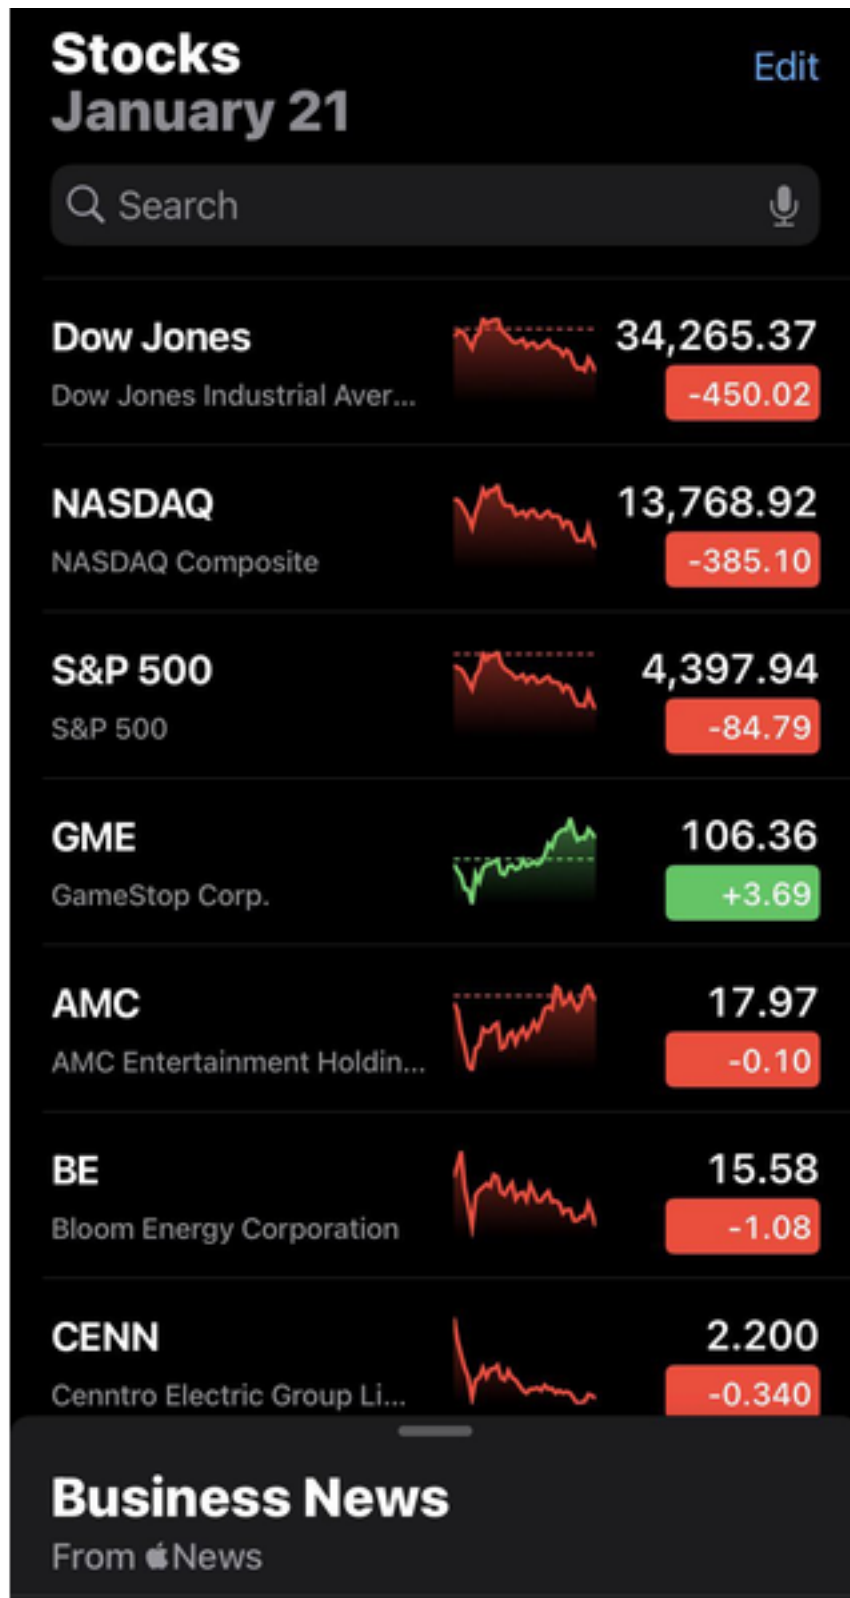 Stocks
Edit
January 21
Search
Dow Jones
34,265.37
Dow Jones Industrial Aver...
-450.02
NASDAQ
13,768.92
NASDAQ Composite
-385.10
S&P 500
4,397.94
S&P 500
-84.79
GME
106.36
GameStop Corp.
+3.69
AMC
17.97
AMC Entertainment Holdin...
-0.10
BE
15.58
Bloom Energy Corporation
-1.08
CENN
2.200
Cenntro Electric Group Li...
-0.340
Business News
From News